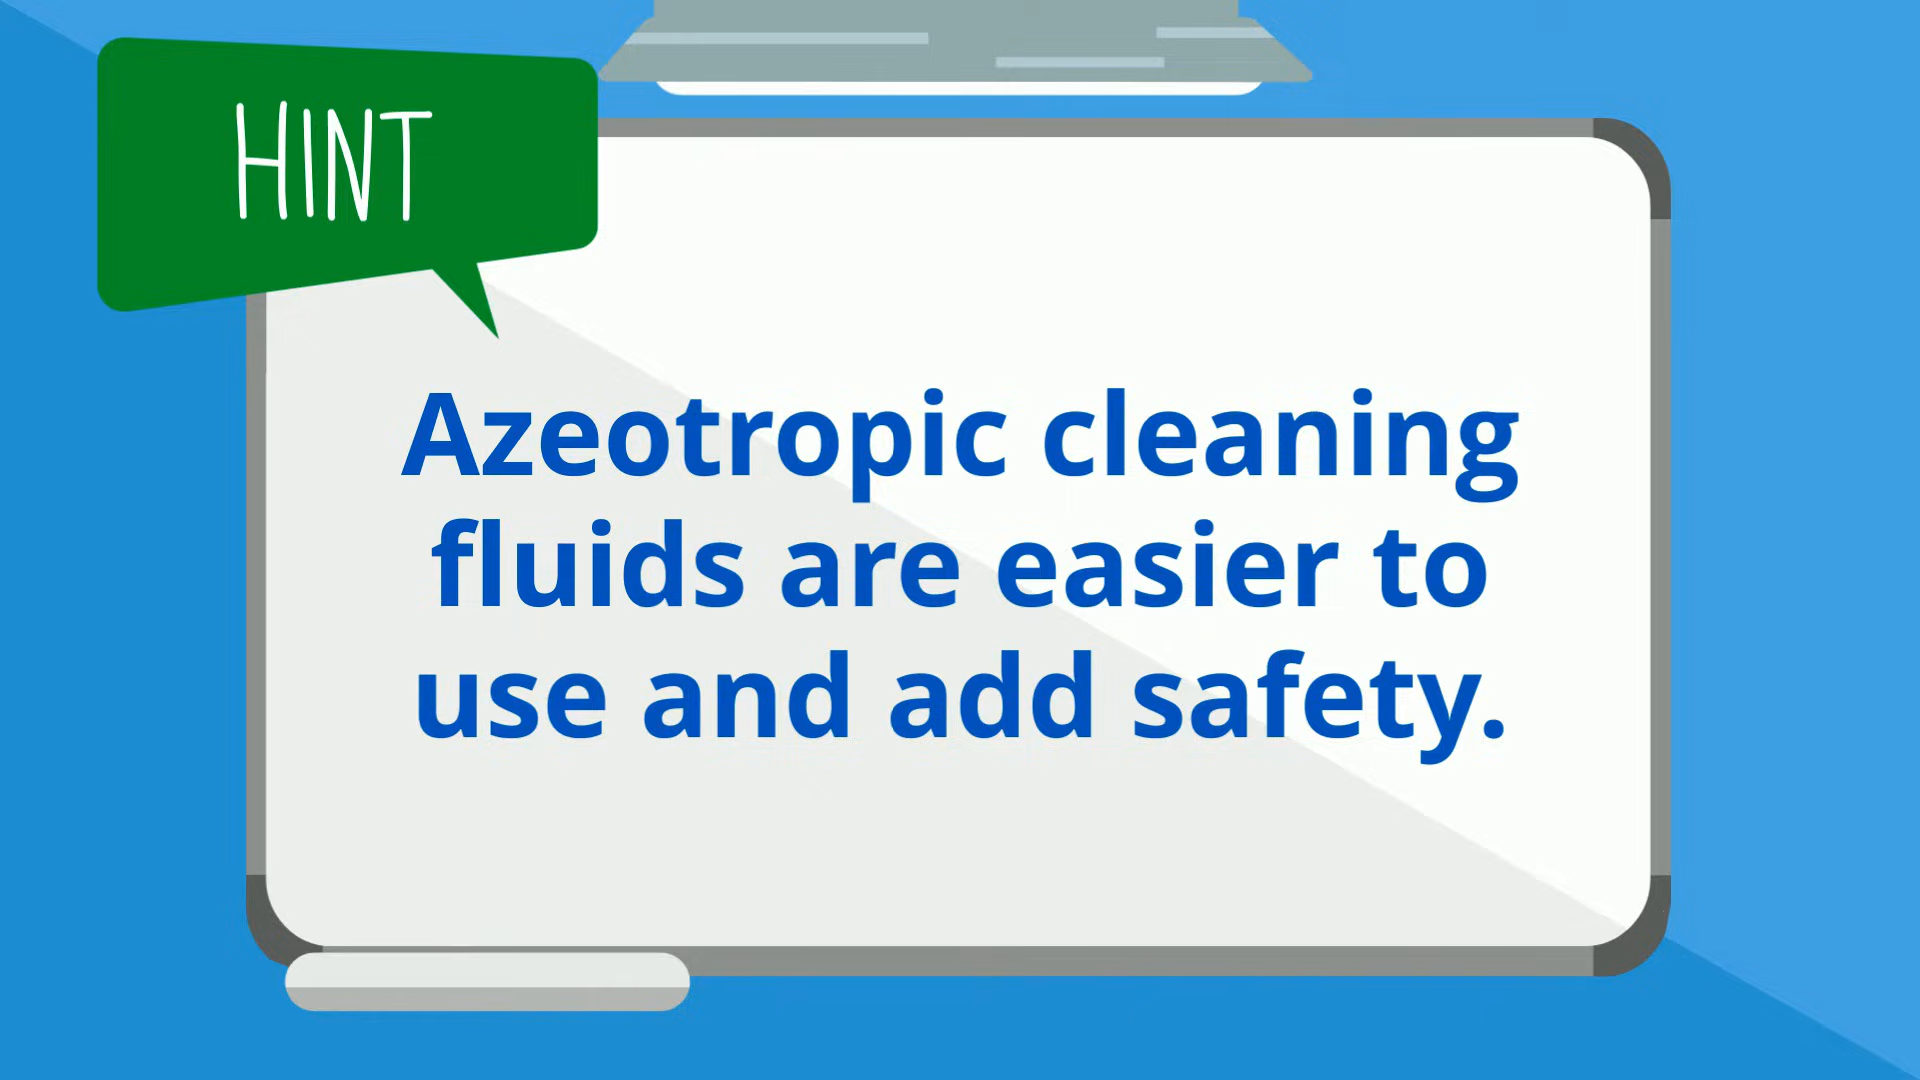 HINT
Azeotropic cleaning
fluids are easier to
use and add safety.